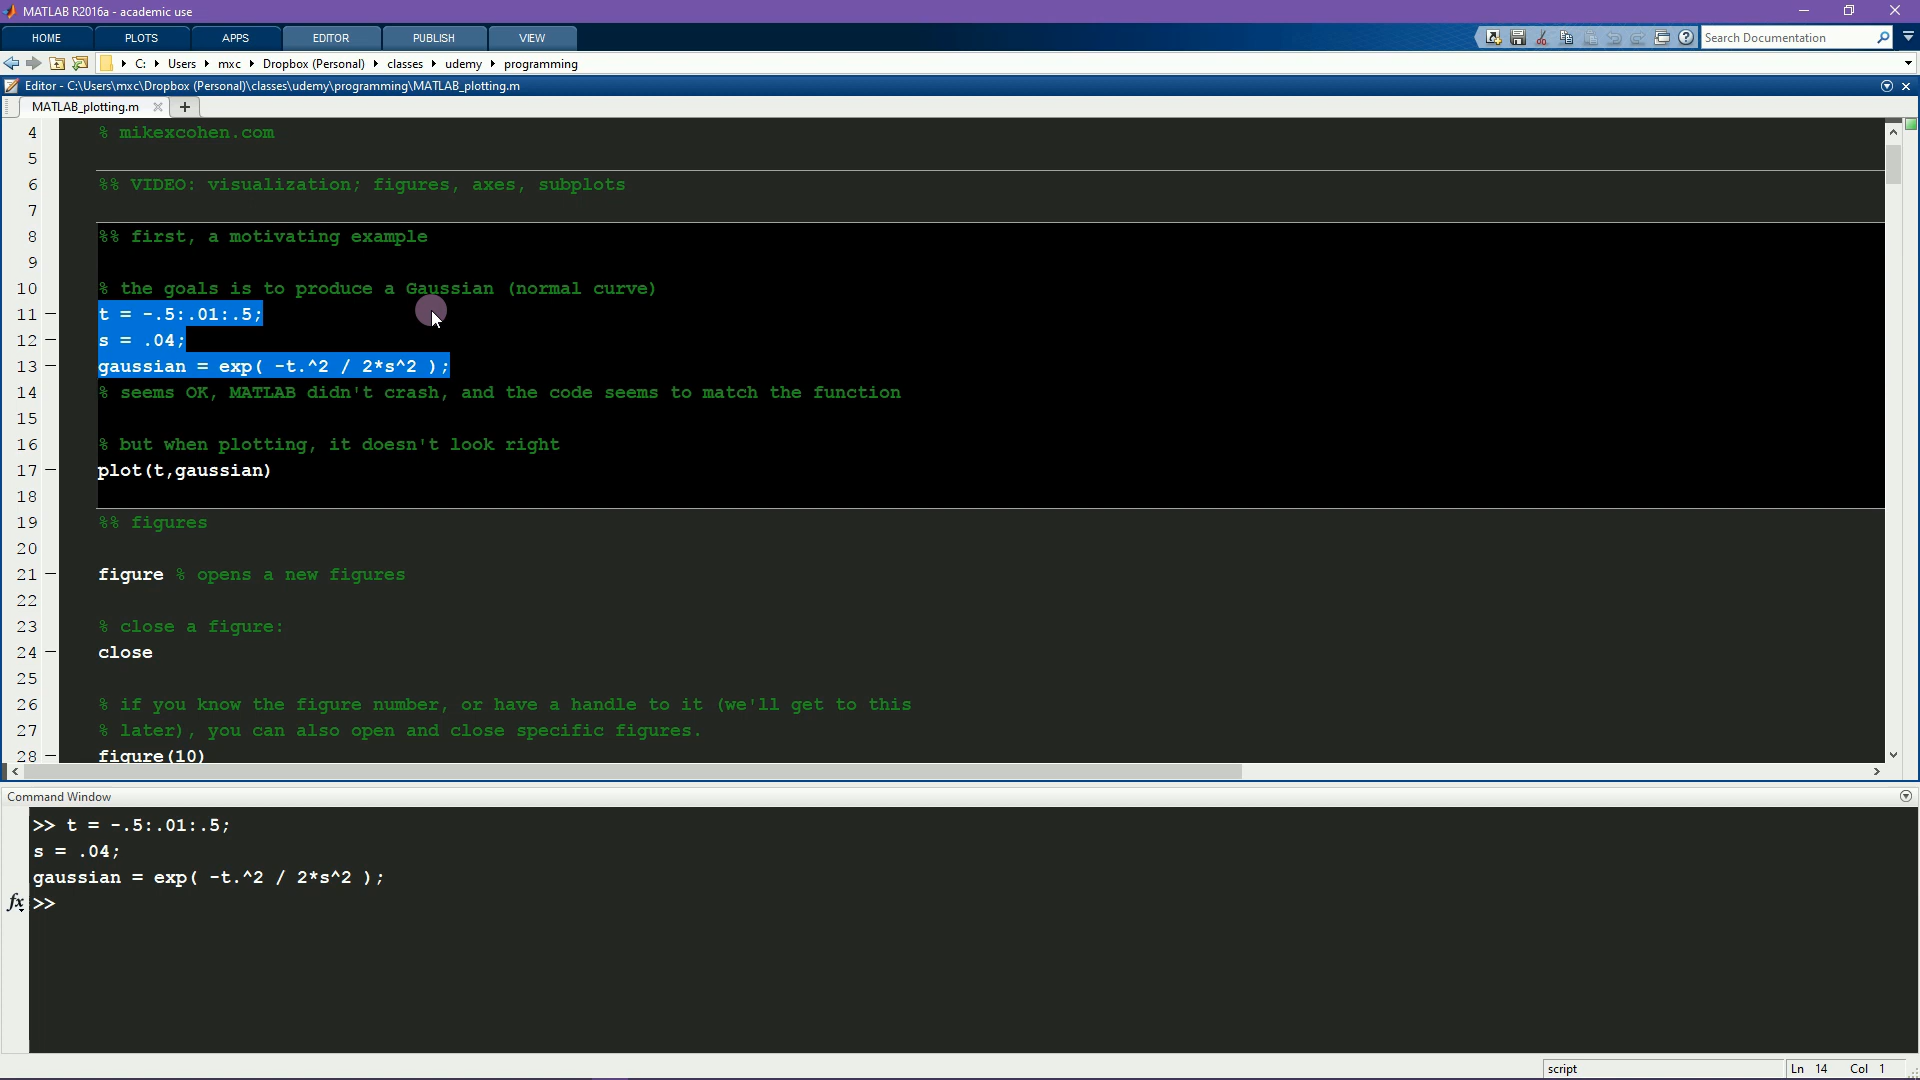 MATLAB R2016a - academic use
HOME PLOTS APPS EDITOR PUBLISH VIEW Search Documentation
C: Users mxc Dropbox (Personal) classes udemy programming
Editor - C:\Users\mxc\Dropbox (Personal)\classes\udemy\programming\MATLAB_plotting.m
MATLAB_plotting.m × +
4 % mikexcohen.com
5
6 %% VIDEO: visualization; figures, axes, subplots
7
8 %% first, a motivating example
9
10 % the goals is to produce a Gaussian (normal curve)
11 - t = -.5:.01:.5;
12 - s = .04;
13 - gaussian = exp( -t.^2 / 2*s^2 );
14 % seems OK, MATLAB didn't crash, and the code seems to match the function
15
16 % but when plotting, it doesn't look right
17 - plot(t,gaussian)
18
19 %% figures
20
21 - figure % opens a new figures
22
23 % close a figure:
24 - close
25
26 % if you know the figure number, or have a handle to it (we'll get to this
27 % later), you can also open and close specific figures.
28 - figure(10)
Command Window
>> t = -.5:.01:.5;
s = .04;
gaussian = exp( -t.^2 / 2*s^2 );
fx >>
script Ln 14 Col 1